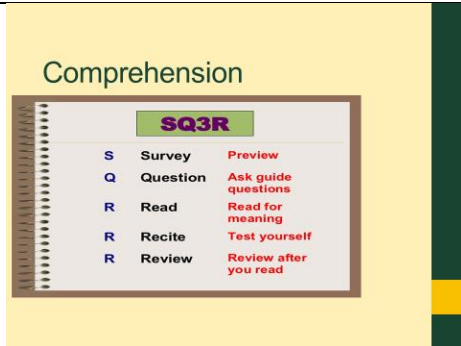 Comprehension
SQ3R
S Survey Preview
Q Question Ask guide
questions
R Read Read for
meaning
R Recite Test yourself
R Review Review after
you read